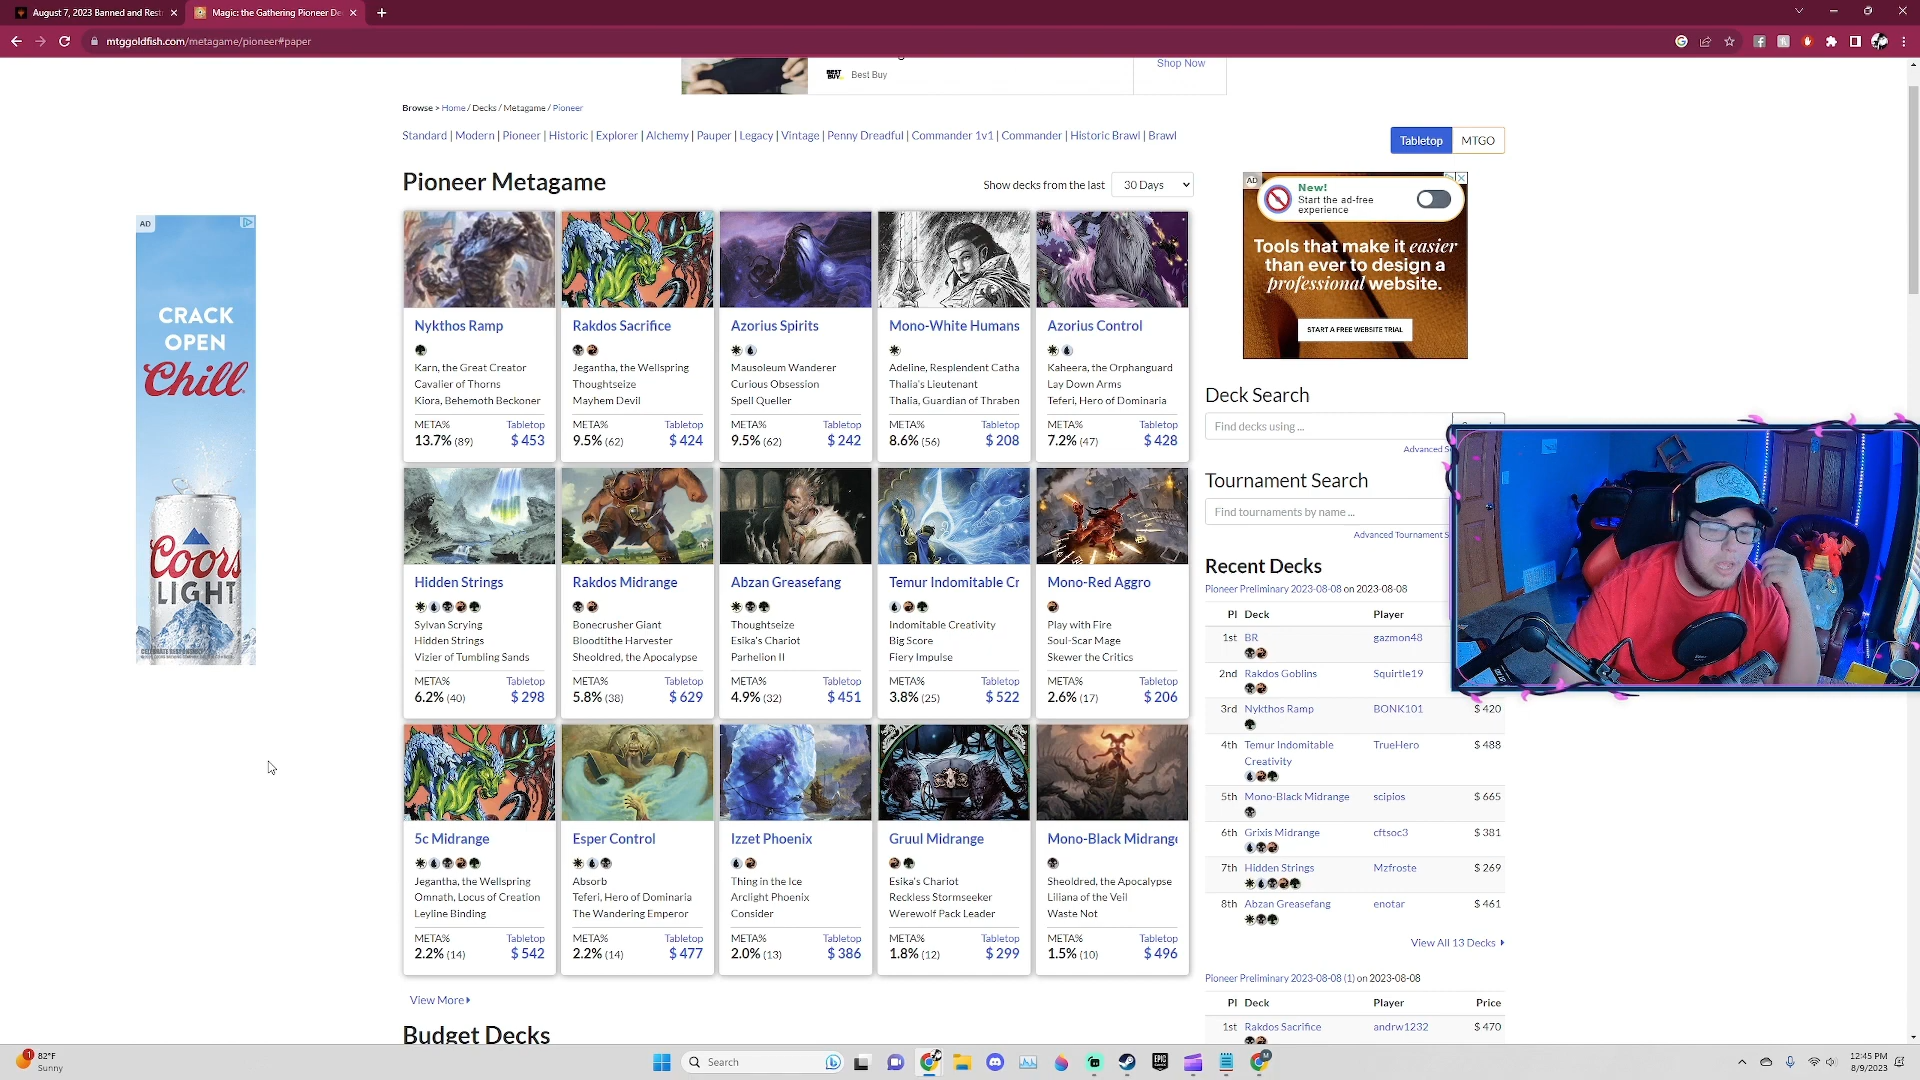 August 7, 2023 Banned and Rest
Magic: the Gathering Pioneer De
mtggoldfish.com/metagame/pioneer#paper
BEST BUY
Best Buy
Shop Now
Browse > Home / Decks / Metagame / Pioneer
Standard | Modern | Pioneer | Historic | Explorer | Alchemy | Pauper | Legacy | Vintage | Penny Dreadful | Commander 1v1 | Commander | Historic Brawl | Brawl
Tabletop MTGO
Pioneer Metagame
Show decks from the last 30 Days
Nykthos Ramp
Karn, the Great Creator
Cavalier of Thorns
Kiora, Behemoth Beckoner
META% Tabletop
13.7% (89) $ 453
Rakdos Sacrifice
Jegantha, the Wellspring
Thoughtseize
Mayhem Devil
META% Tabletop
9.5% (62) $ 424
Azorius Spirits
Mausoleum Wanderer
Curious Obsession
Spell Queller
META% Tabletop
9.5% (62) $ 242
Mono-White Humans
Adeline, Resplendent Catha
Thalia's Lieutenant
Thalia, Guardian of Thraben
META% Tabletop
8.6% (56) $ 208
Azorius Control
Kaheera, the Orphanguard
Lay Down Arms
Teferi, Hero of Dominaria
META% Tabletop
7.2% (47) $ 428
Hidden Strings
Sylvan Scrying
Hidden Strings
Vizier of Tumbling Sands
META% Tabletop
6.2% (40) $ 298
Rakdos Midrange
Bonecrusher Giant
Bloodtithe Harvester
Sheoldred, the Apocalypse
META% Tabletop
5.8% (38) $ 629
Abzan Greasefang
Thoughtseize
Esika's Chariot
Parhelion II
META% Tabletop
4.9% (32) $ 451
Temur Indomitable Cr
Indomitable Creativity
Big Score
Fiery Impulse
META% Tabletop
3.8% (25) $ 522
Mono-Red Aggro
Play with Fire
Soul-Scar Mage
Skewer the Critics
META% Tabletop
2.6% (17) $ 206
5c Midrange
Jegantha, the Wellspring
Omnath, Locus of Creation
Leyline Binding
META% Tabletop
2.2% (14) $ 542
Esper Control
Absorb
Teferi, Hero of Dominaria
The Wandering Emperor
META% Tabletop
2.2% (14) $ 477
Izzet Phoenix
Thing in the Ice
Arclight Phoenix
Consider
META% Tabletop
2.0% (13) $ 386
Gruul Midrange
Esika's Chariot
Reckless Stormseeker
Werewolf Pack Leader
META% Tabletop
1.8% (12) $ 299
Mono-Black Midrange
Sheoldred, the Apocalypse
Liliana of the Veil
Waste Not
META% Tabletop
1.5% (10) $ 496
View More
Budget Decks
AD
CRACK
OPEN
Chill
Coors
LIGHT
AD
New!
Start the ad-free
experience
Tools that make it easier
than ever to design a
professional website.
START A FREE WEBSITE TRIAL
Deck Search
Find decks using ...
Advanced S
Tournament Search
Find tournaments by name ...
Advanced Tournament S
Recent Decks
Pioneer Preliminary 2023-08-08 on 2023-08-08
Pl Deck Player
1st BR gazmon48
2nd Rakdos Goblins Squirtle19
3rd Nykthos Ramp BONK101 $ 420
4th Temur Indomitable Creativity TrueHero $ 488
5th Mono-Black Midrange scipios $ 665
6th Grixis Midrange cftsoc3 $ 381
7th Hidden Strings Mzfroste $ 269
8th Abzan Greasefang enotar $ 461
View All 13 Decks
Pioneer Preliminary 2023-08-08 (1) on 2023-08-08
Pl Deck Player Price
1st Rakdos Sacrifice andrw1232 $ 470
1
82°F
Sunny
Search
EPIC
12:45 PM
8/9/2023